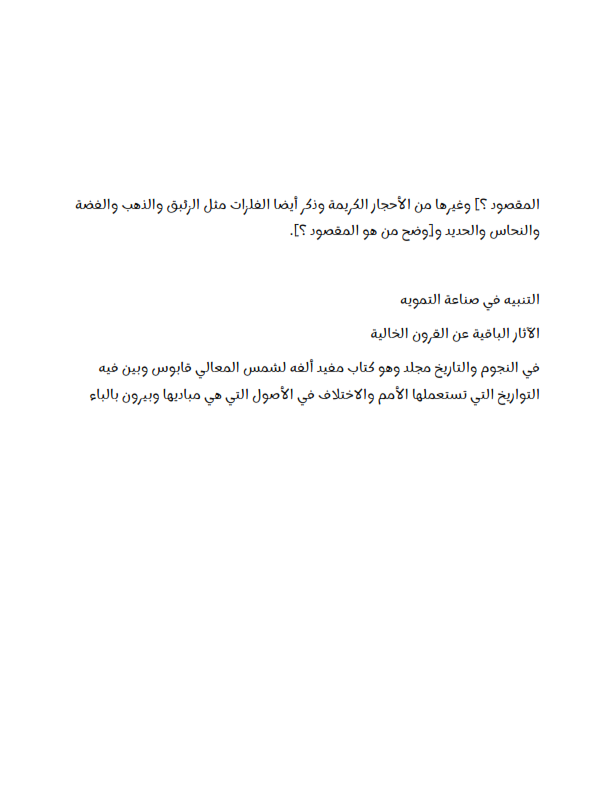 المقصود ؟] وغيرها من الأحجار الكريمة وذكر أيضا الفلزات مثل الزئبق والذهب والفضة
والنحاس والحديد و[وضح من هو المقصود ؟].
التنبيه في صناعة التمويه
الآثار الباقية عن القرون الخالية
في النجوم والتاريخ مجلد وهو كتاب مفيد ألفه لشمس المعالي قابوس وبين فيه
التواريخ التي تستعملها الأمم والاختلاف في الأصول التي هي مباديها وبيرون بالباء